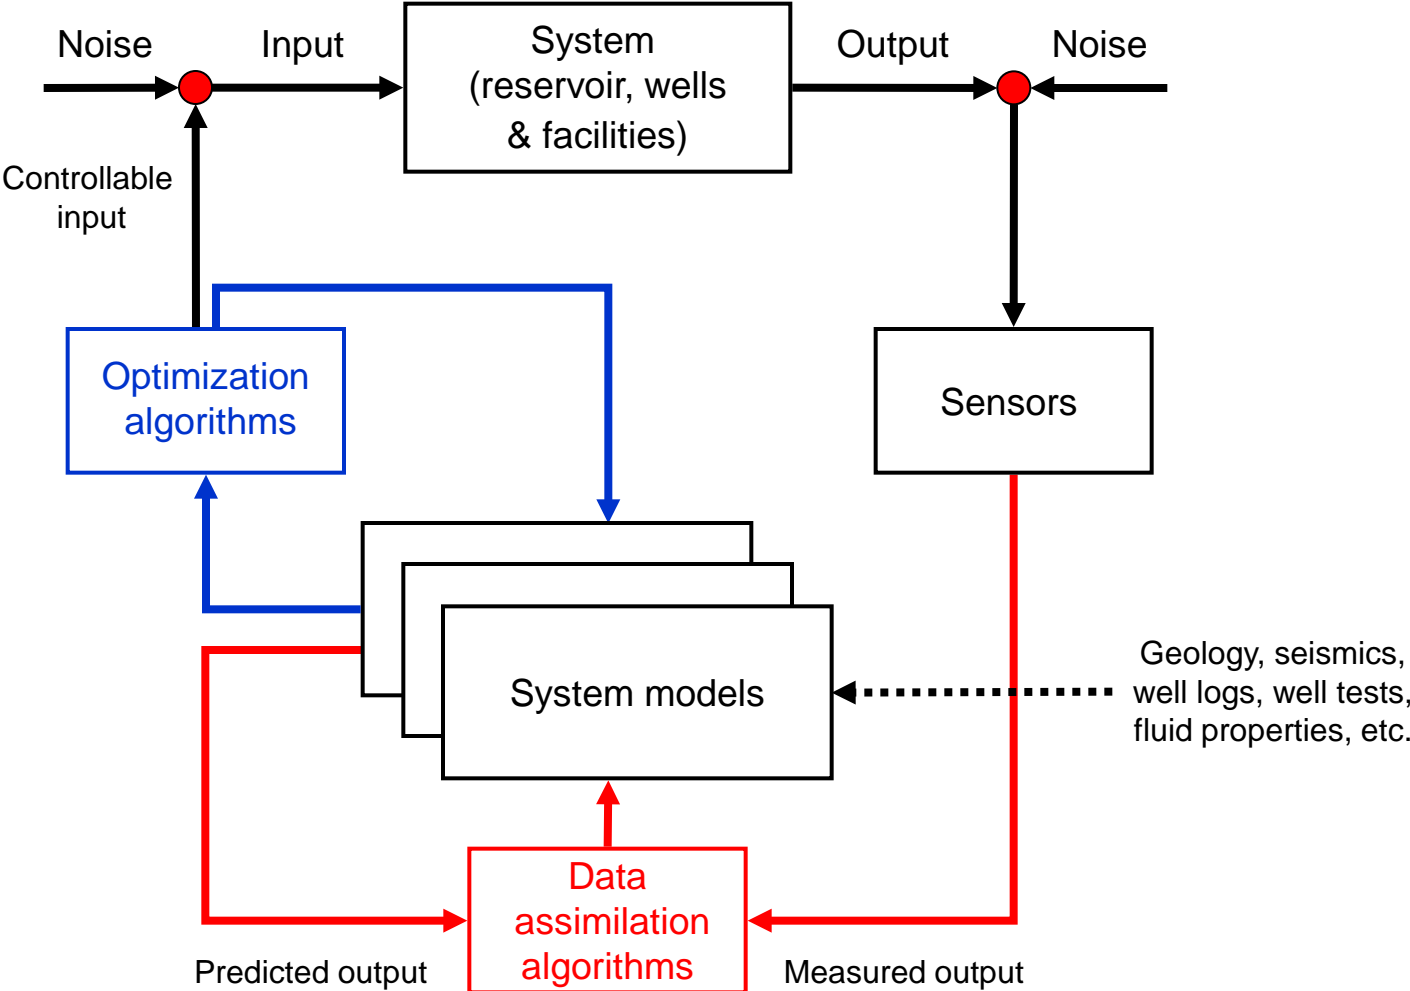 Noise
Input
System
(reservoir, wells
& facilities)
Output
Noise
Controllable
input
Optimization
algorithms
Sensors
System models
Geology, seismics,
well logs, well tests,
fluid properties, etc.
Data
assimilation
algorithms
Predicted output
Measured output